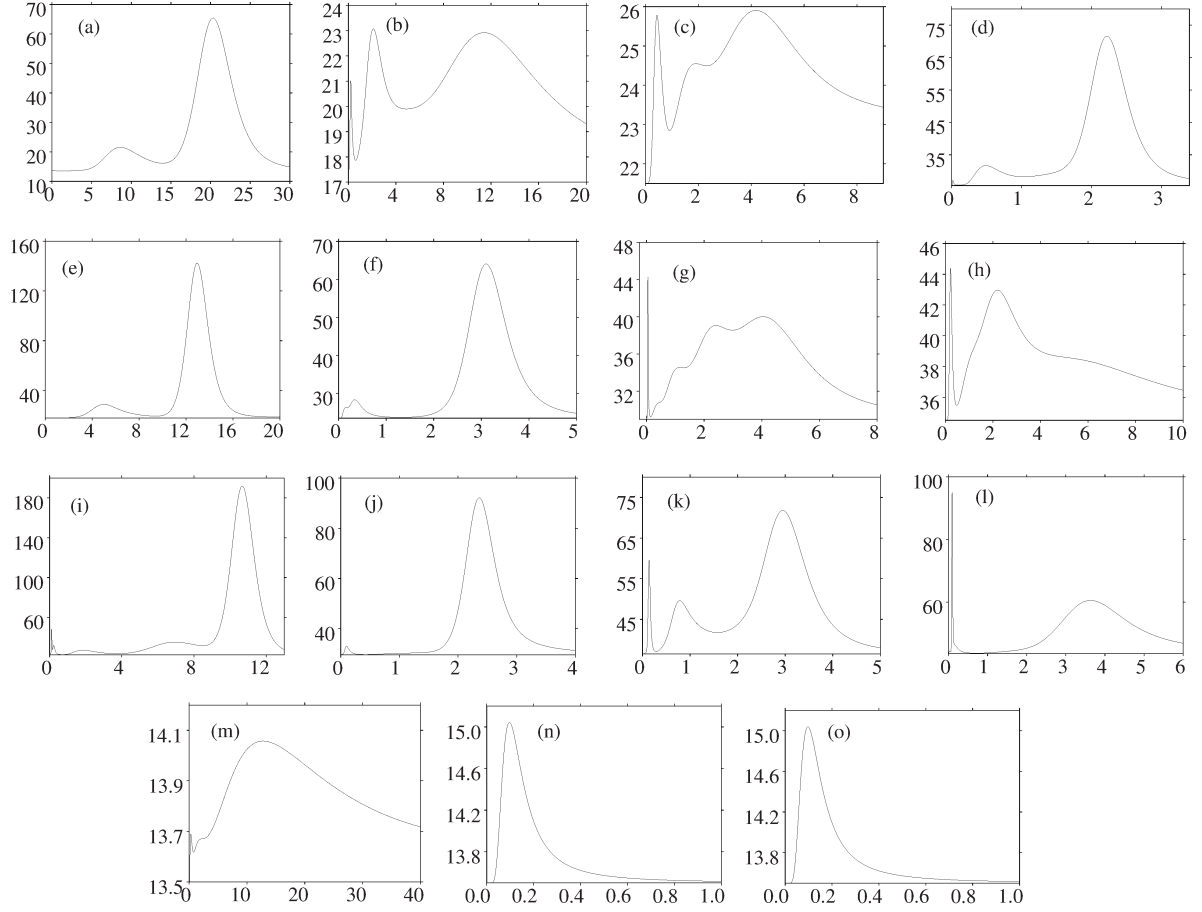 (a)
70
60
50
40
30
20
10
0 5 10 15 20 25 30
(b)
24
23
22
21
20
19
18
17
0 4 8 12 16 20
(c)
26
25
24
23
22
0 2 4 6 8
(d)
75
65
55
45
35
0 1 2 3
(e)
160
120
80
40
0 4 8 12 16 20
(f)
70
60
50
40
30
0 1 2 3 4 5
(g)
48
44
40
36
32
0 2 4 6 8
(h)
46
44
42
40
38
36
0 2 4 6 8 10
(i)
180
140
100
60
0 4 8 12
(j)
100
80
60
40
0 1 2 3 4
(k)
75
65
55
45
0 1 2 3 4 5
(l)
100
80
60
0 1 2 3 4 5 6
(m)
14.1
13.9
13.7
13.5
0 10 20 30 40
(n)
15.0
14.6
14.2
13.8
0.0 0.2 0.4 0.6 0.8 1.0
(o)
15.0
14.6
14.2
13.8
0.0 0.2 0.4 0.6 0.8 1.0